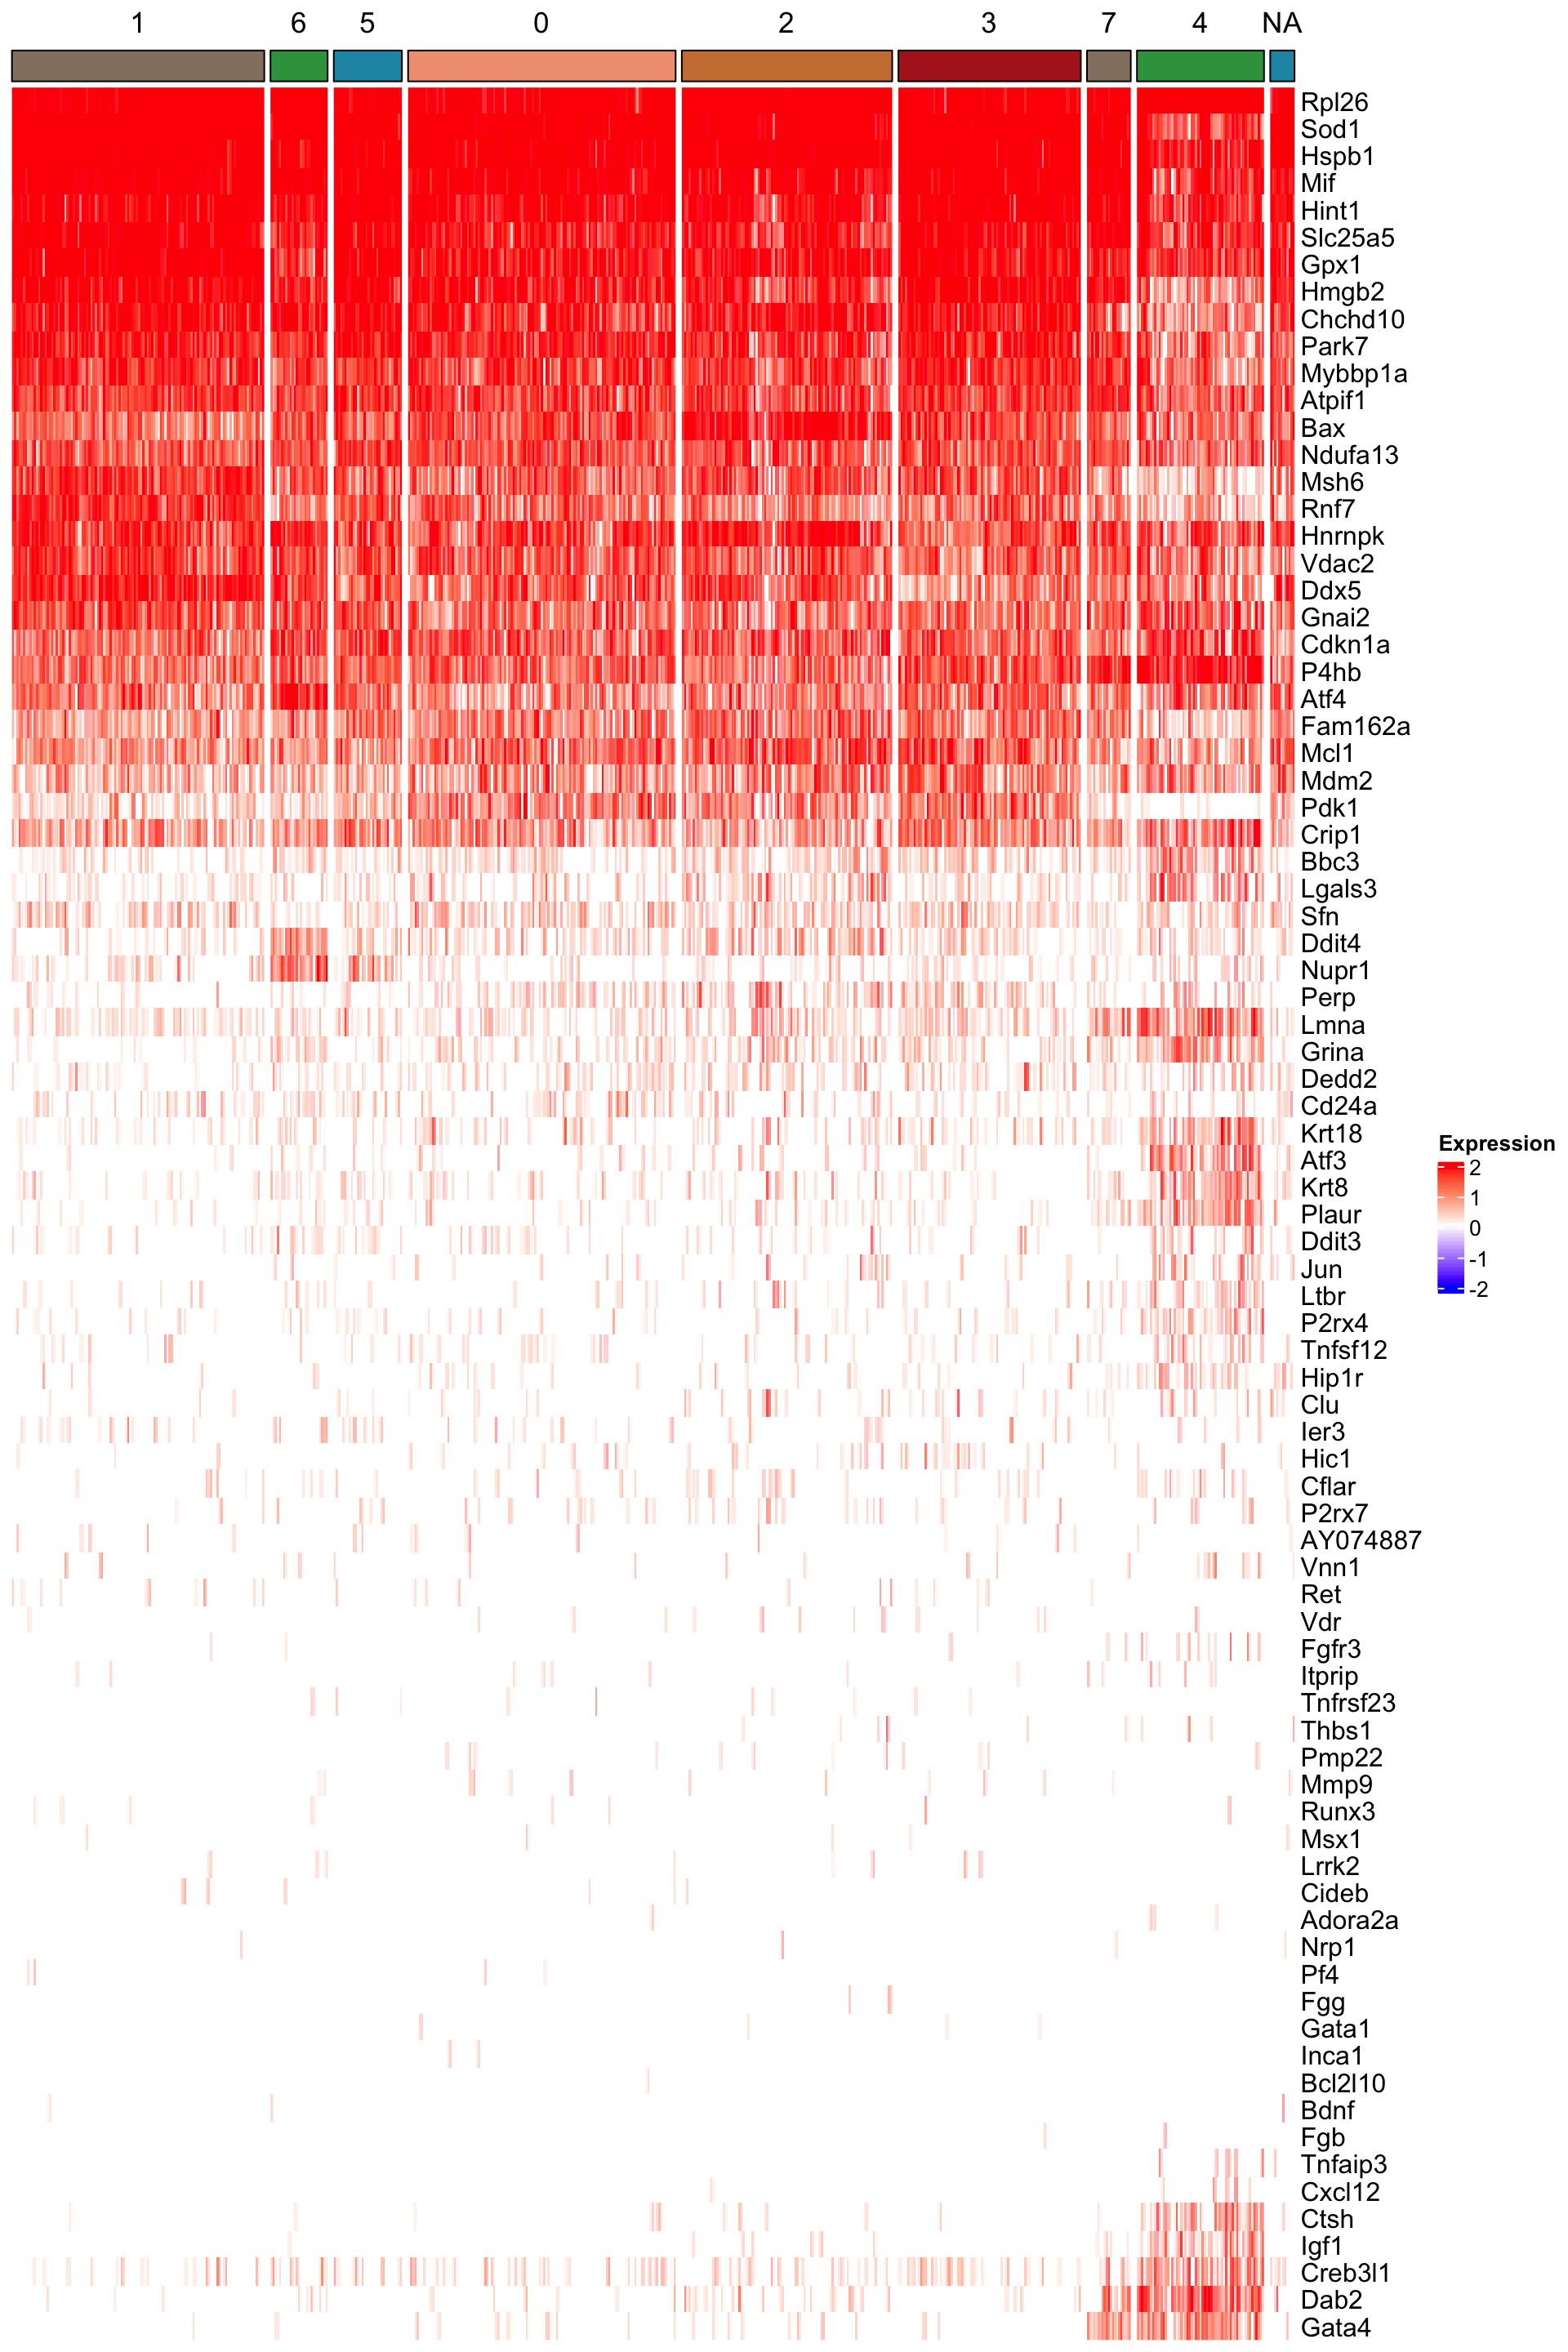 1 6 5 0 2 3 7 4 NA
Rpl26
Sod1
Hspb1
Mif
Hint1
Slc25a5
Gpx1
Hmgb2
Chchd10
Park7
Mybbp1a
Atpif1
Bax
Ndufa13
Msh6
Rnf7
Hnrnpk
Vdac2
Ddx5
Gnai2
Cdkn1a
P4hb
Atf4
Fam162a
Mcl1
Mdm2
Pdk1
Crip1
Bbc3
Lgals3
Sfn
Ddit4
Nupr1
Perp
Lmna
Grina
Dedd2
Cd24a
Krt18
Atf3
Krt8
Plaur
Ddit3
Jun
Ltbr
P2rx4
Tnfsf12
Hip1r
Clu
Ier3
Hic1
Cflar
P2rx7
AY074887
Vnn1
Ret
Vdr
Fgfr3
Itprip
Tnfrsf23
Thbs1
Pmp22
Mmp9
Runx3
Msx1
Lrrk2
Cideb
Adora2a
Nrp1
Pf4
Fgg
Gata1
Inca1
Bcl2l10
Bdnf
Fgb
Tnfaip3
Cxcl12
Ctsh
Igf1
Creb3l1
Dab2
Gata4
Expression
2
1
0
-1
-2